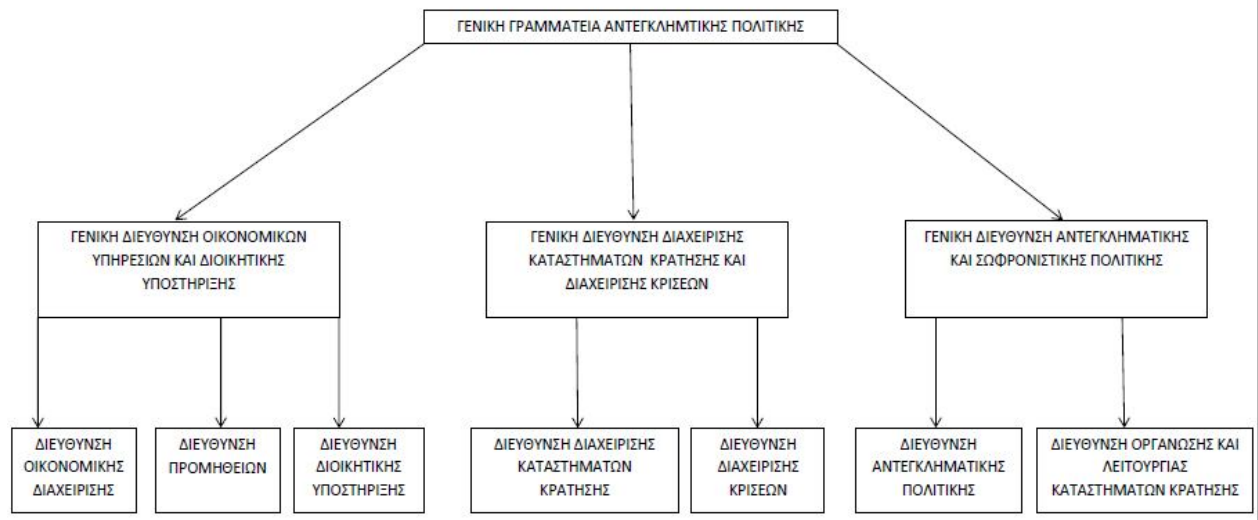 ΓΕΝΙΚΗ ΓΡΑΜΜΑΤΕΙΑ ΑΝΤΕΓΚΛΗΜΤΙΚΗΣ ΠΟΛΙΤΙΚΗΣ
ΓΕΝΙΚΗ ΔΙΕΥΘΥΝΣΗ ΟΙΚΟΝΟΜΙΚΩΝ
ΥΠΗΡΕΣΙΩΝ ΚΑΙ ΔΙΟΙΚΗΤΙΚΗΣ
ΥΠΟΣΤΗΡΙΞΗΣ
ΓΕΝΙΚΗ ΔΙΕΥΘΥΝΣΗ ΔΙΑΧΕΙΡΙΣΗΣ
ΚΑΤΑΣΤΗΜΑΤΩΝ ΚΡΑΤΗΣΗΣ ΚΑΙ
ΔΙΑΧΕΙΡΙΣΗΣ ΚΡΙΣΕΩΝ
ΓΕΝΙΚΗ ΔΙΕΥΘΥΝΣΗ ΑΝΤΕΓΚΛΗΜΑΤΙΚΗΣ
ΚΑΙ ΣΩΦΡΟΝΙΣΤΙΚΗΣ ΠΟΛΙΤΙΚΗΣ
ΔΙΕΥΘΥΝΣΗ
ΟΙΚΟΝΟΜΙΚΗΣ
ΔΙΑΧΕΙΡΙΣΗΣ
ΔΙΕΥΘΥΝΣΗ
ΠΡΟΜΗΘΕΙΩΝ
ΔΙΕΥΘΥΝΣΗ
ΔΙΟΙΚΗΤΙΚΗΣ
ΥΠΟΣΤΗΡΙΞΗΣ
ΔΙΕΥΘΥΝΣΗ ΔΙΑΧΕΙΡΙΣΗΣ
ΚΑΤΑΣΤΗΜΑΤΩΝ
ΚΡΑΤΗΣΗΣ
ΔΙΕΥΘΥΝΣΗ
ΔΙΑΧΕΙΡΙΣΗΣ
ΚΡΙΣΕΩΝ
ΔΙΕΥΘΥΝΣΗ
ΑΝΤΕΓΚΛΗΜΑΤΙΚΗΣ
ΠΟΛΙΤΙΚΗΣ
ΔΙΕΥΘΥΝΣΗ ΟΡΓΑΝΩΣΗΣ ΚΑΙ
ΛΕΙΤΟΥΡΓΙΑΣ
ΚΑΤΑΣΤΗΜΑΤΩΝ ΚΡΑΤΗΣΗΣ